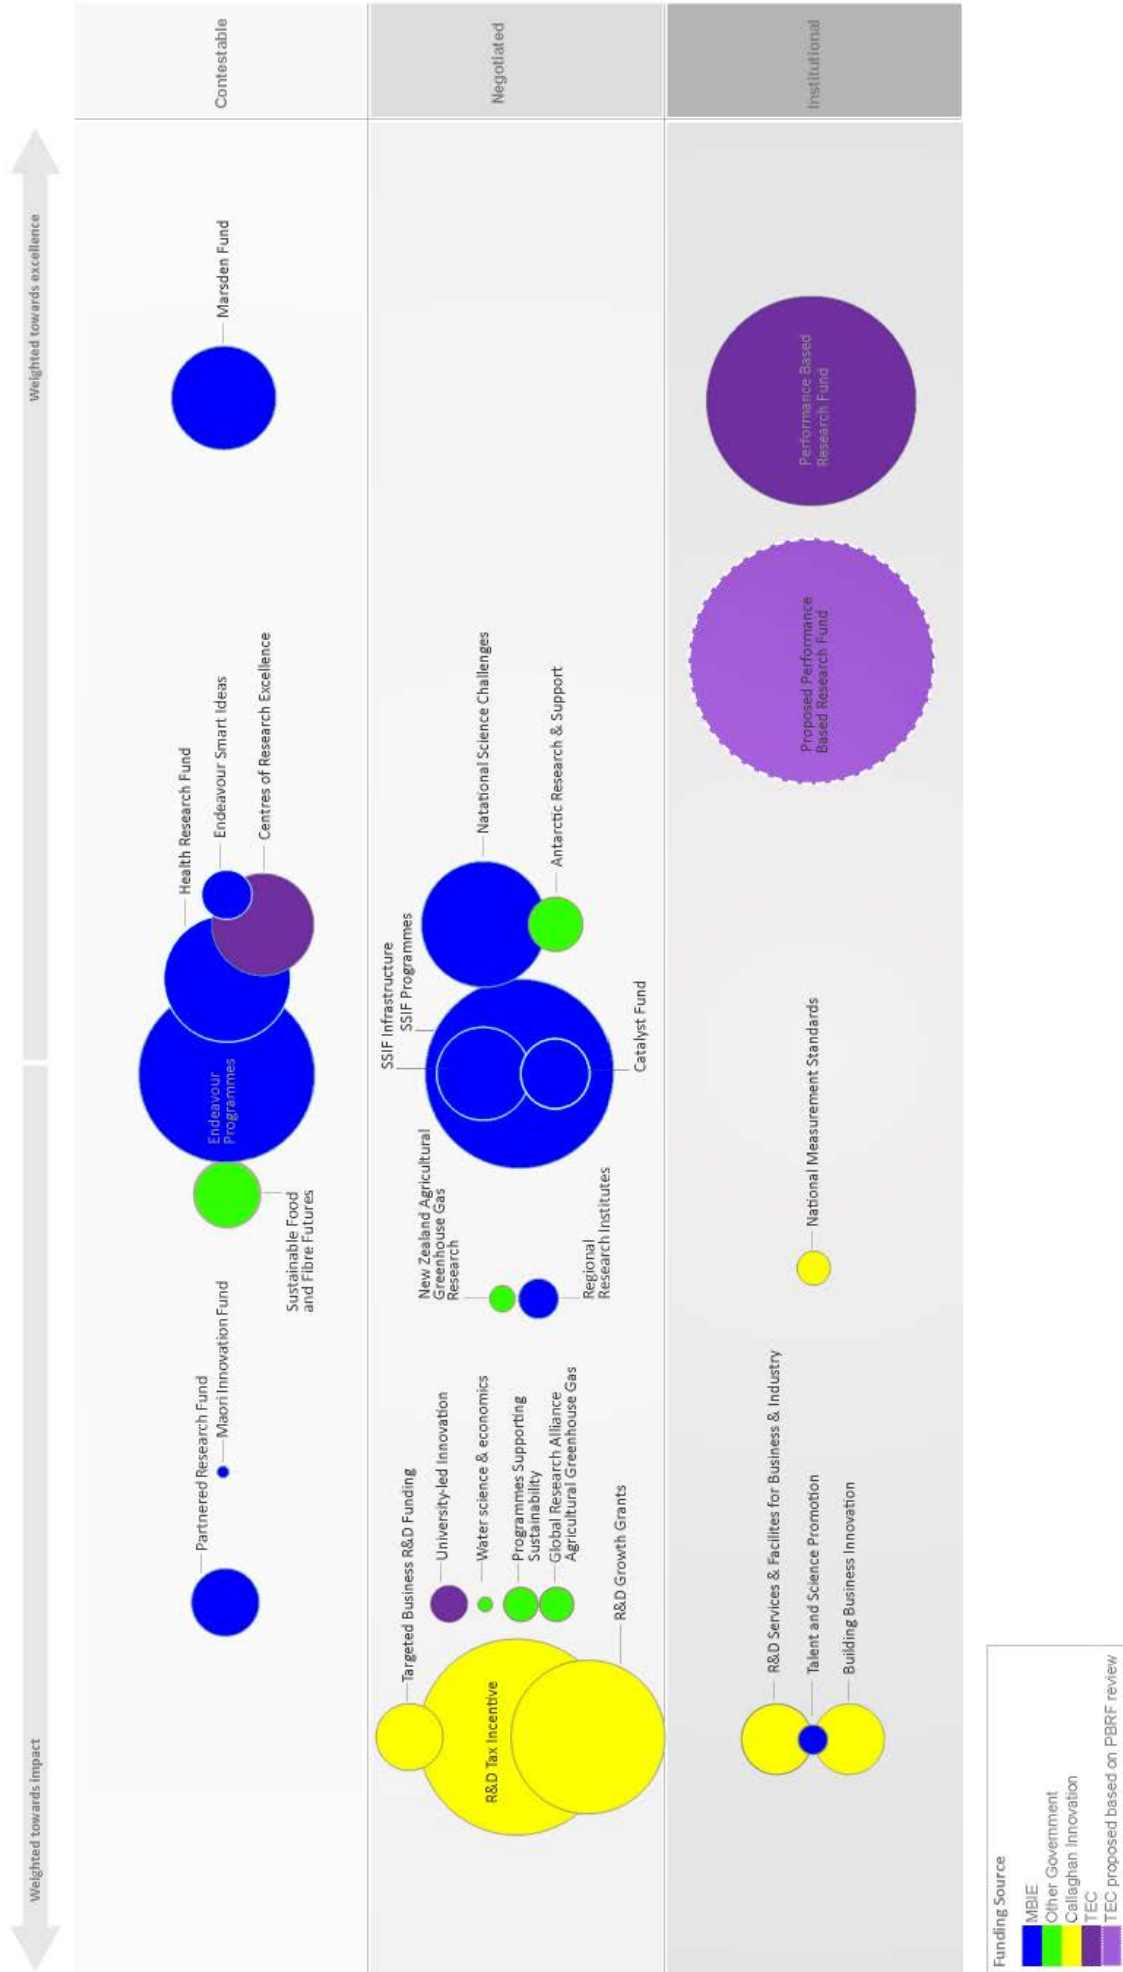 Weighted towards impact
Weighted towards excellence
Contestable
Partnered Research Fund
Maori Innovation Fund
Sustainable Food
and Fibre Futures
Endeavour
Programmes
Health Research Fund
Endeavour Smart Ideas
Centres of Research Excellence
Marsden Fund
Negotiated
Targeted Business R&D Funding
R&D Tax Incentive
R&D Growth Grants
University-led Innovation
Water science & economics
Programmes Supporting
Sustainability
Global Research Alliance
Agricultural Greenhouse Gas
New Zealand Agricultural
Greenhouse Gas
Research
Regional
Research Institutes
SSIF Infrastructure
SSIF Programmes
Catalyst Fund
Natational Science Challenges
Antarctic Research & Support
Institutional
R&D Services & Facilites for Business & Industry
Talent and Science Promotion
Building Business Innovation
National Measurement Standards
Proposed Performance
Based Research Fund
Performance Based
Research Fund
Funding Source
MBIE
Other Government
Callaghan Innovation
TEC
TEC proposed based on PBRF review